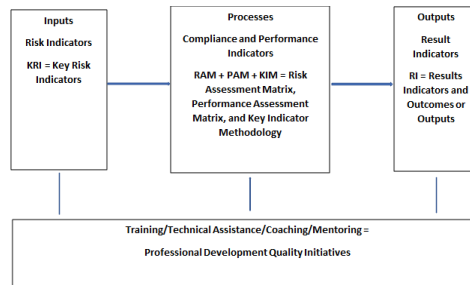 Inputs
Risk Indicators
KRI = Key Risk
Indicators
Processes
Compliance and Performance
Indicators
RAM + PAM + KIM = Risk
Assessment Matrix,
Performance Assessment
Matrix, and Key Indicator
Methodology
Outputs
Result
Indicators
RI = Results
Indicators and
Outcomes or
Outputs
Training/Technical Assistance/Coaching/Mentoring =
Professional Development Quality Initiatives